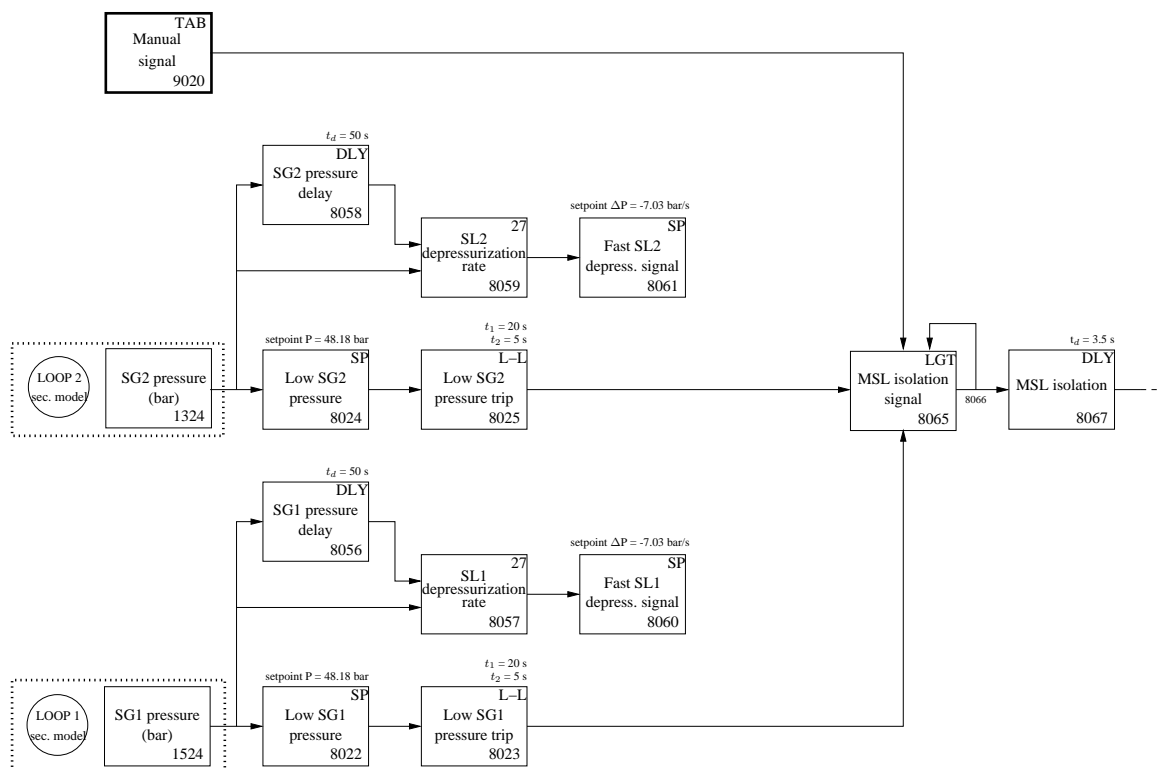 TAB
Manual
signal
9020
t_d = 50 s
DLY
SG2 pressure
delay
8058
27
SL2
depressurization
rate
8059
setpoint ΔP = -7.03 bar/s
SP
Fast SL2
depress. signal
8061
LOOP 2
sec. model
SG2 pressure
(bar)
1324
setpoint P = 48.18 bar
SP
Low SG2
pressure
8024
t_1 = 20 s
t_2 = 5 s
L−L
Low SG2
pressure trip
8025
LGT
MSL isolation
signal
8065
8066
t_d = 3.5 s
DLY
MSL isolation
8067
t_d = 50 s
DLY
SG1 pressure
delay
8056
27
SL1
depressurization
rate
8057
setpoint ΔP = -7.03 bar/s
SP
Fast SL1
depress. signal
8060
LOOP 1
sec. model
SG1 pressure
(bar)
1524
setpoint P = 48.18 bar
SP
Low SG1
pressure
8022
t_1 = 20 s
t_2 = 5 s
L−L
Low SG1
pressure trip
8023